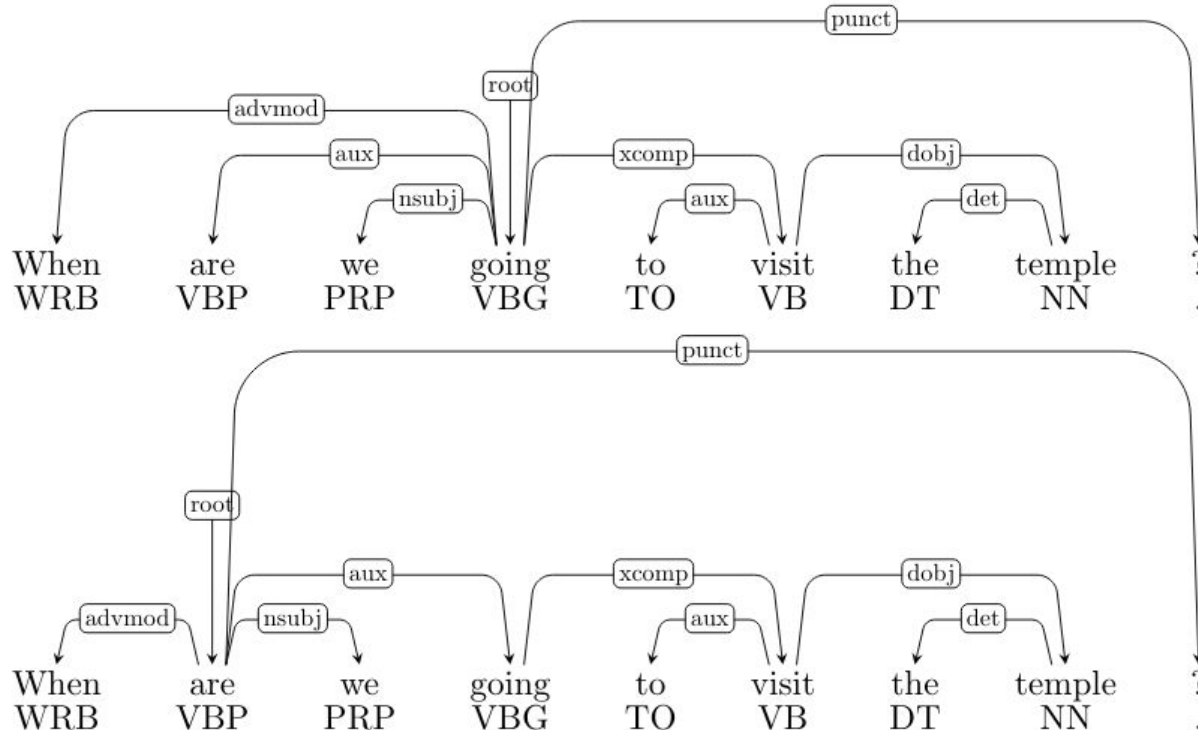 punct
root
advmod
aux xcomp dobj
nsubj aux det
When are we going to visit the temple ?
WRB VBP PRP VBG TO VB DT NN .
punct
root
aux xcomp dobj
advmod nsubj aux det
When are we going to visit the temple ?
WRB VBP PRP VBG TO VB DT NN .